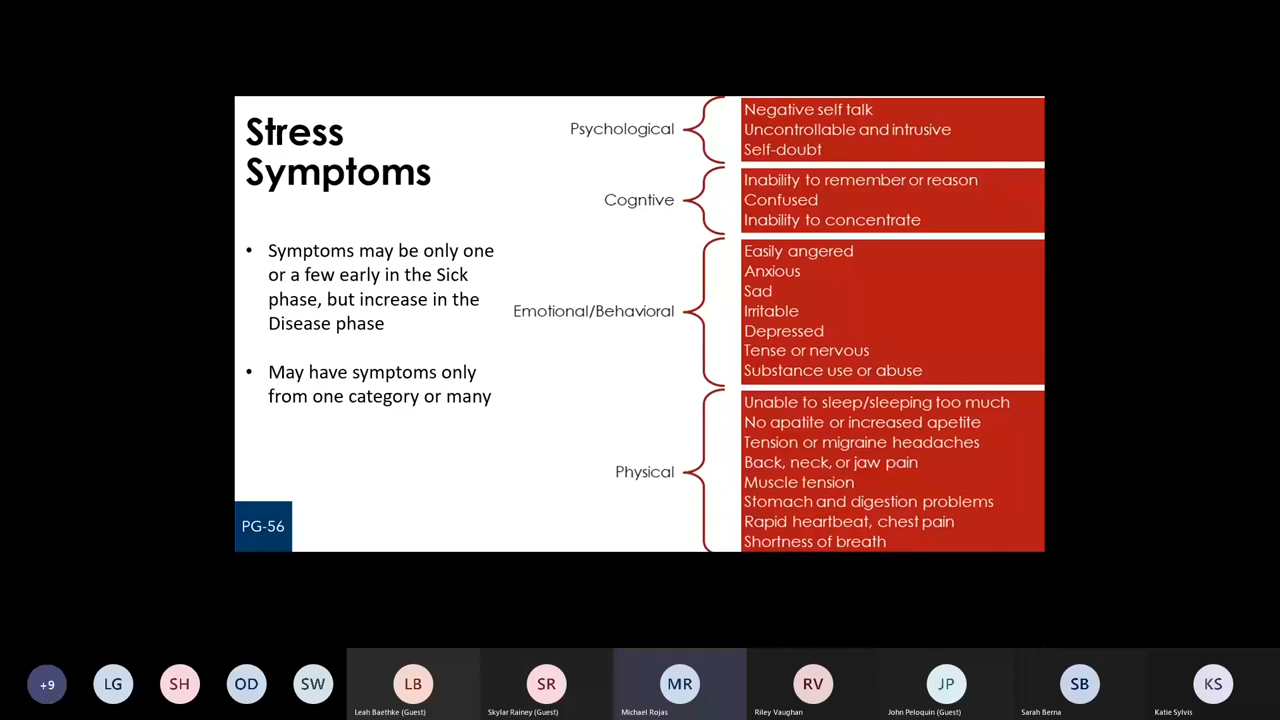 Stress
Symptoms
• Symptoms may be only one
or a few early in the Sick
phase, but increase in the
Disease phase
• May have symptoms only
from one category or many
PG-56
Psychological
Negative self talk
Uncontrollable and intrusive
Self-doubt
Cogntive
Inability to remember or reason
Confused
Inability to concentrate
Emotional/Behavioral
Easily angered
Anxious
Sad
Irritable
Depressed
Tense or nervous
Substance use or abuse
Physical
Unable to sleep/sleeping too much
No apatite or increased apetite
Tension or migraine headaches
Back, neck, or jaw pain
Muscle tension
Stomach and digestion problems
Rapid heartbeat, chest pain
Shortness of breath
+9
LG
SH
OD
SW
LB
Leah Baethke (Guest)
SR
Skylar Rainey (Guest)
MR
Michael Rojas
RV
Riley Vaughan
JP
John Peloquin (Guest)
SB
Sarah Berna
KS
Katie Sylvis